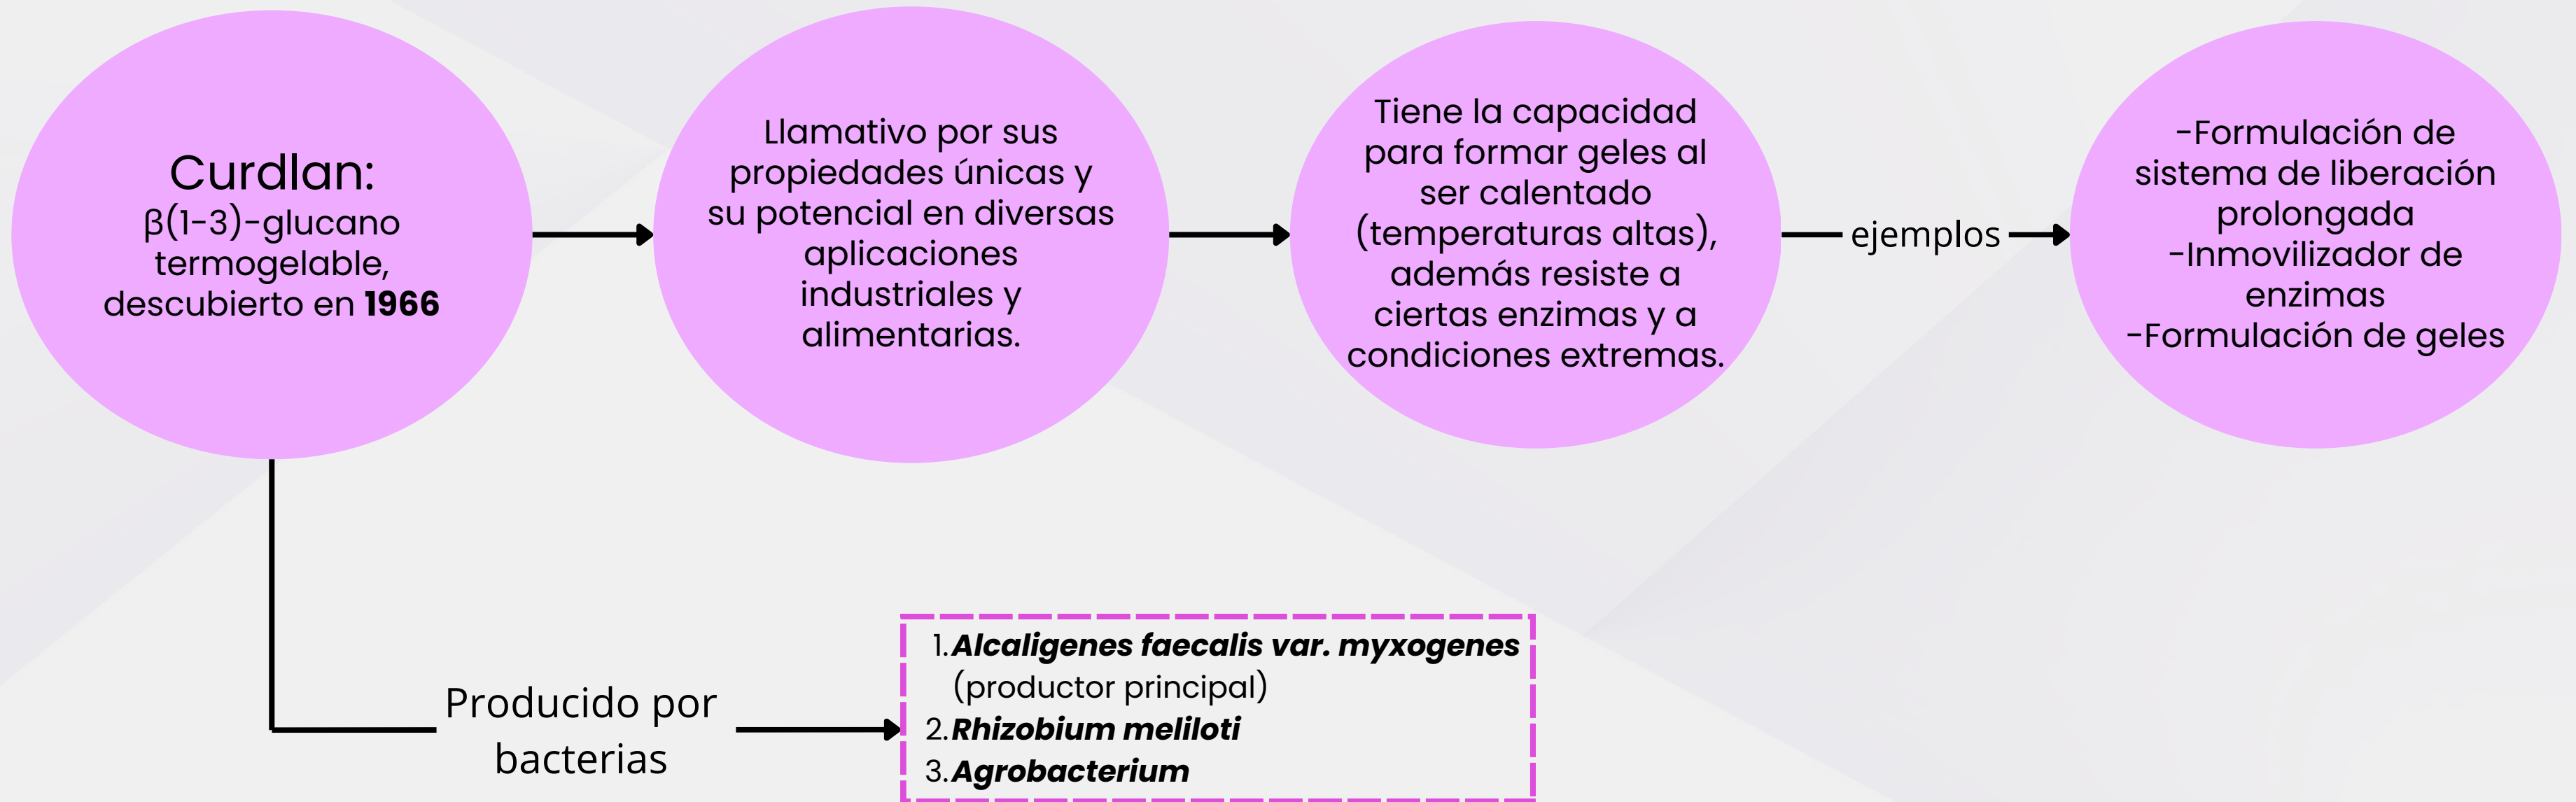 Curdlan:
β(1-3)-glucano
termogelable,
descubierto en 1966
Llamativo por sus
propiedades únicas y
su potencial en diversas
aplicaciones
industriales y
alimentarias.
Tiene la capacidad
para formar geles al
ser calentado
(temperaturas altas),
además resiste a
ciertas enzimas y a
condiciones extremas.
ejemplos
-Formulación de
sistema de liberación
prolongada
-Inmovilizador de
enzimas
-Formulación de geles
Producido por
bacterias
1. Alcaligenes faecalis var. myxogenes
(productor principal)
2. Rhizobium meliloti
3. Agrobacterium